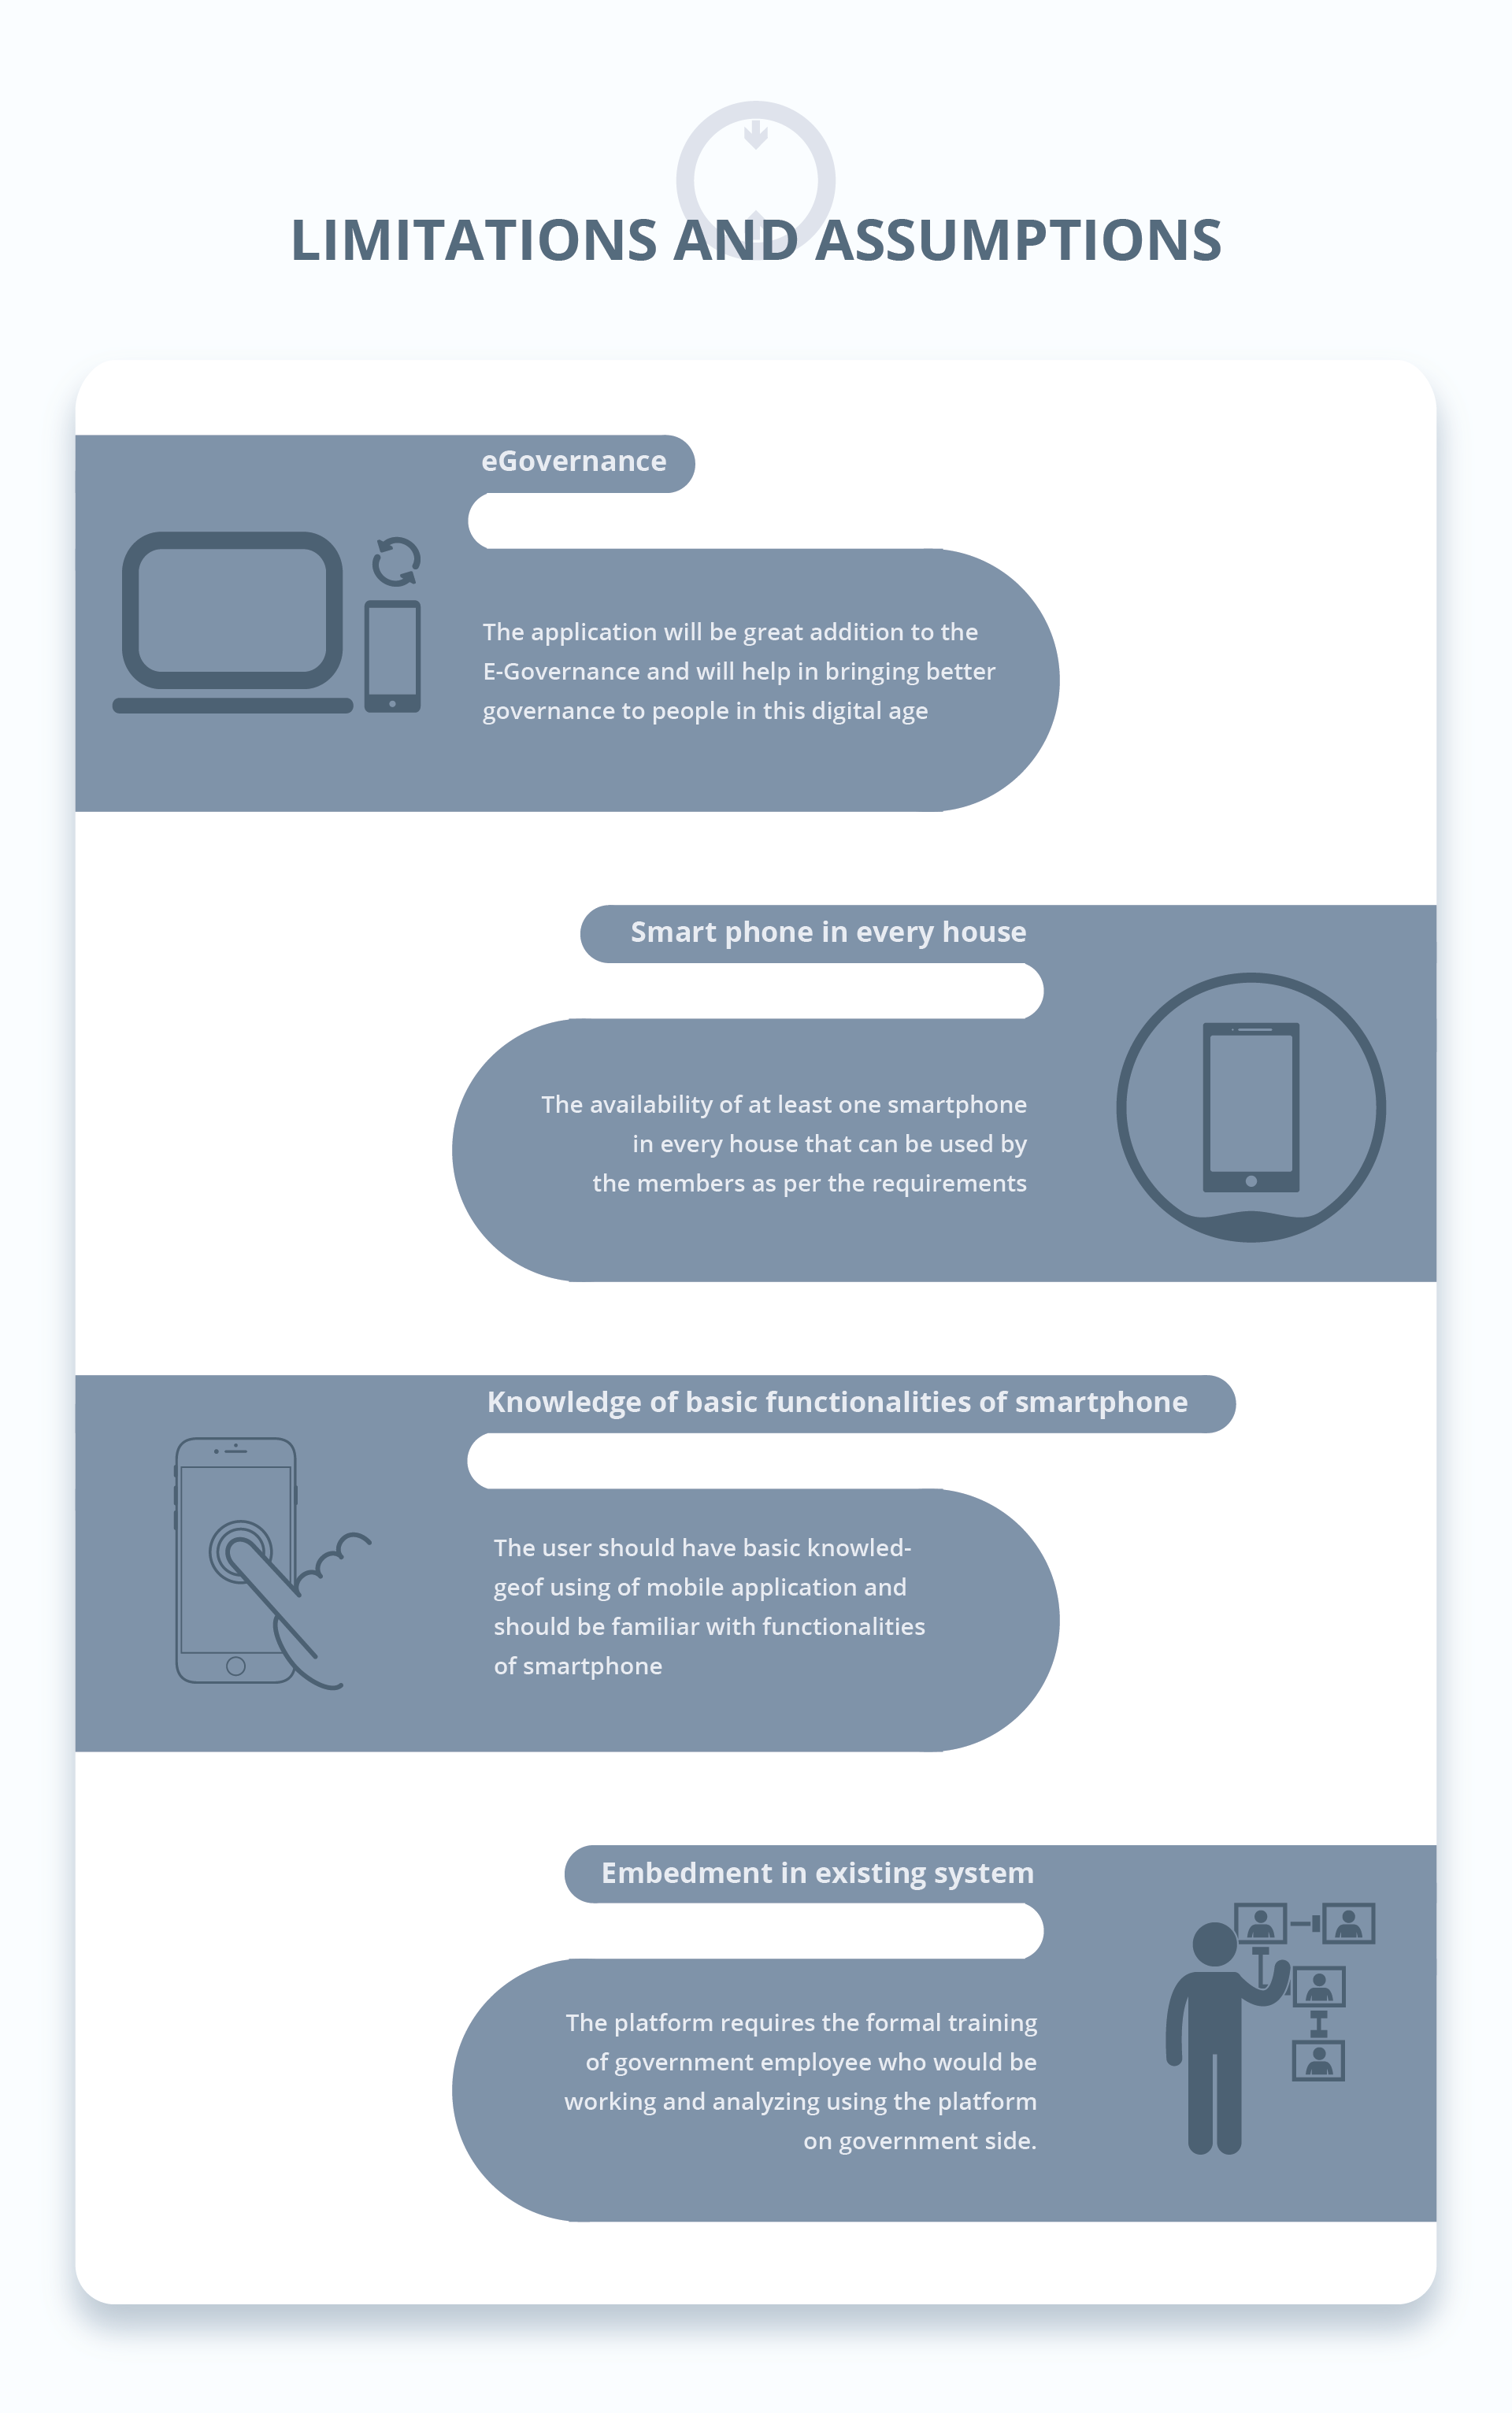 LIMITATIONS AND ASSUMPTIONS
eGovernance
The application will be great addition to the
E-Governance and will help in bringing better
governance to people in this digital age
Smart phone in every house
The availability of at least one smartphone
in every house that can be used by
the members as per the requirements
Knowledge of basic functionalities of smartphone
The user should have basic knowled-
geof using of mobile application and
should be familiar with functionalities
of smartphone
Embedment in existing system
The platform requires the formal training
of government employee who would be
working and analyzing using the platform
on government side.